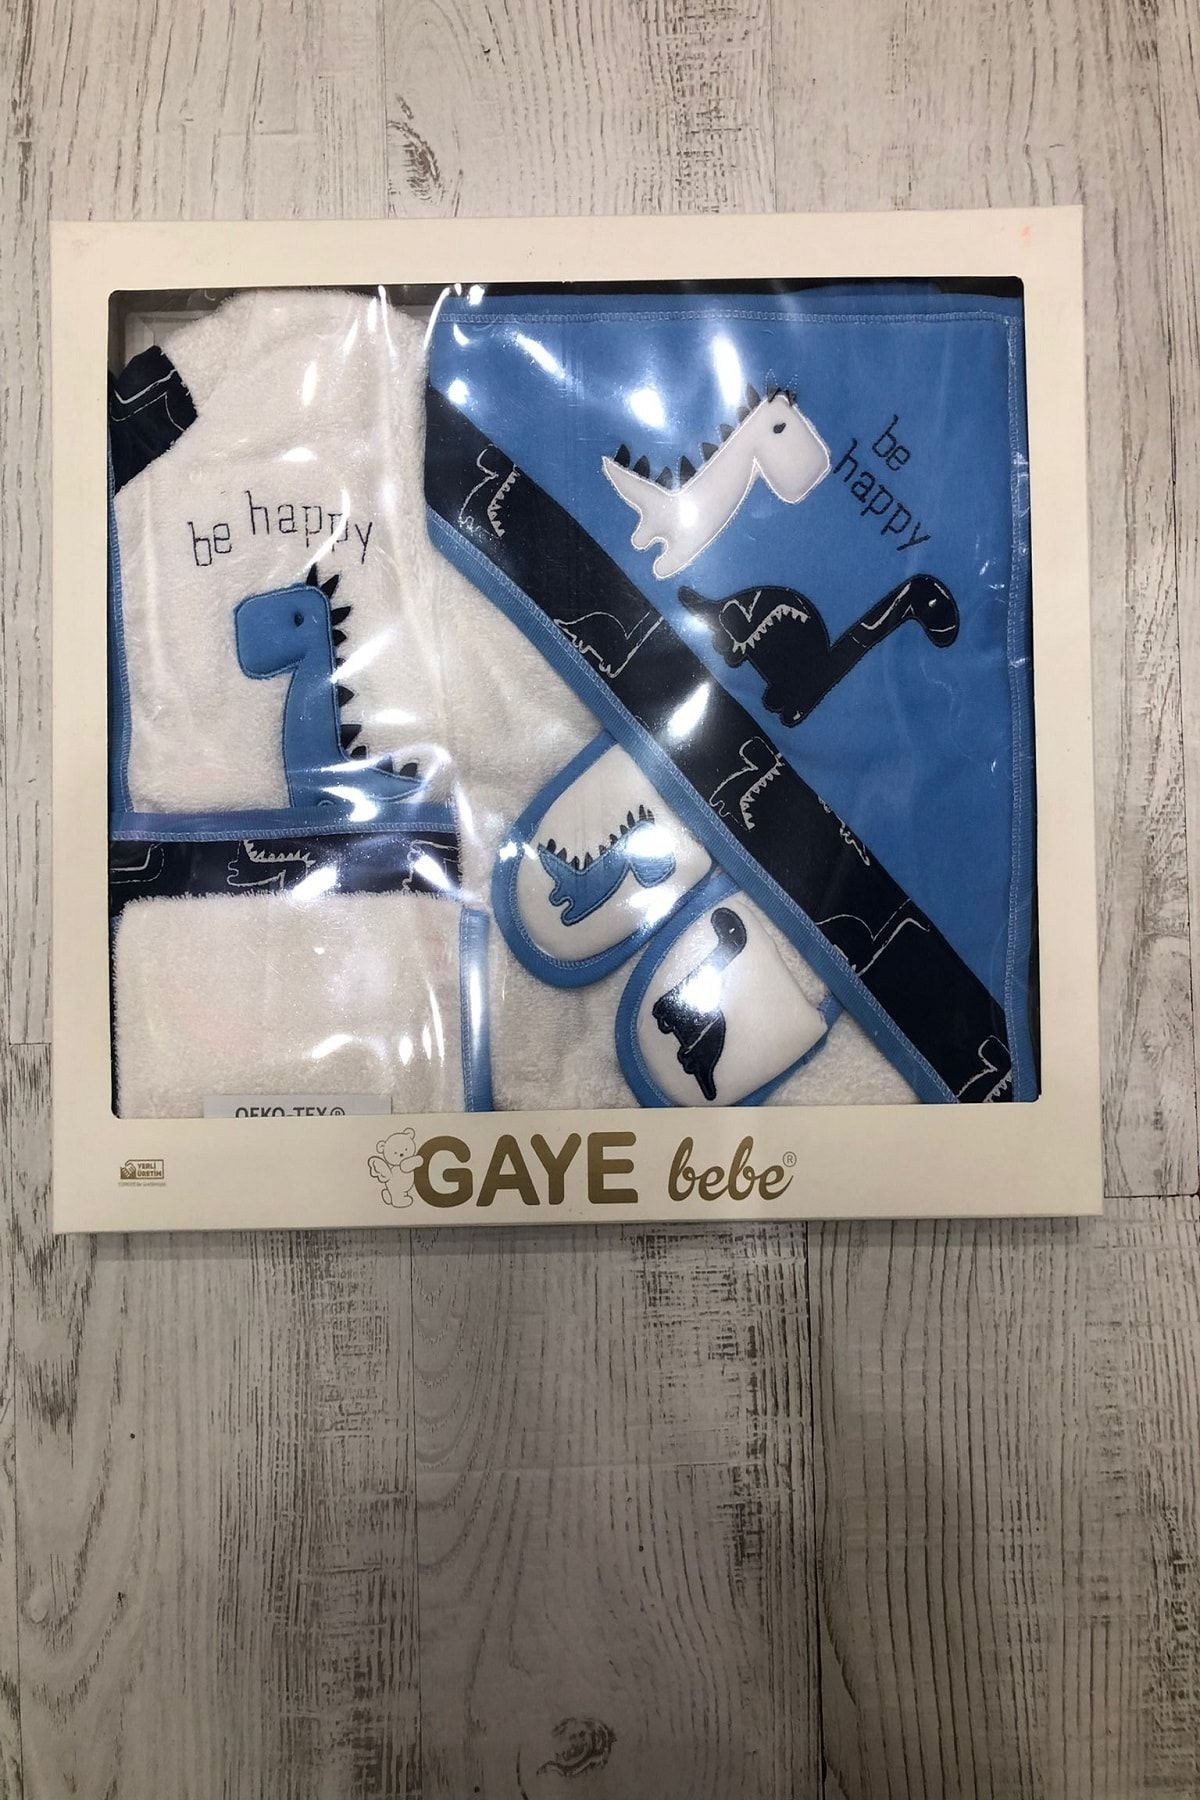 be happy
be
happy
OEKO-TEX®
YERLİ
ÜRETİM
GAYE bebe®